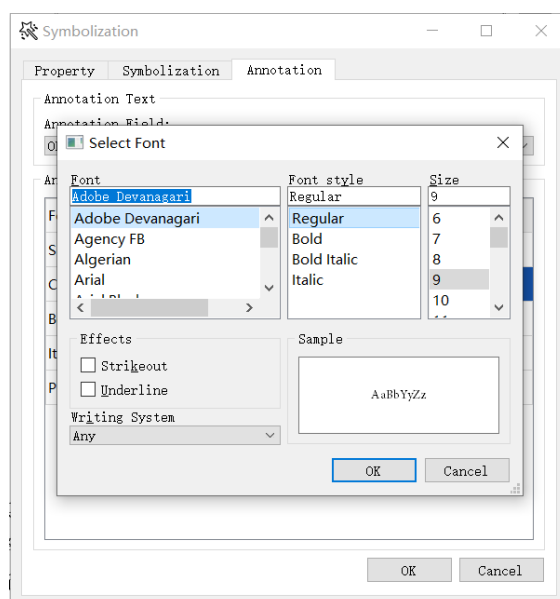 Symbolization
Property Symbolization Annotation
Annotation Text
Annotation Field:
Select Font
Font Font style Size
Adobe Devanagari Regular 9
Adobe Devanagari Regular 6
Agency FB Bold 7
Algerian Bold Italic 8
Arial Italic 9
10
Effects Sample
Strikeout
Underline
AaBbYyZz
Writing System
Any
OK Cancel
OK Cancel